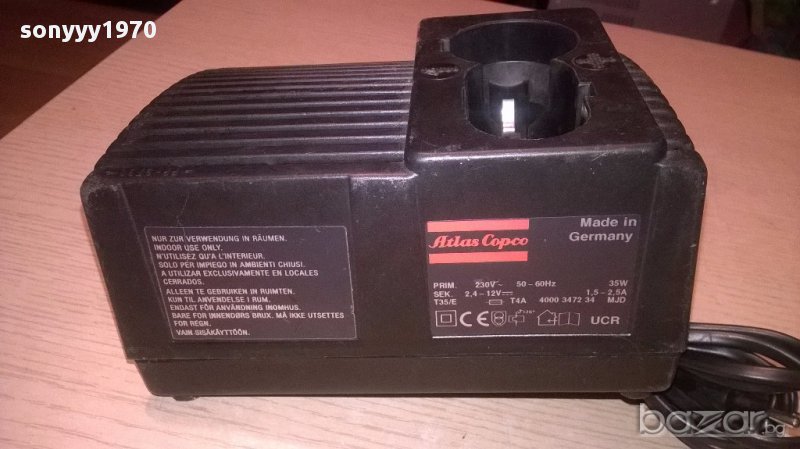 sonyyy1970
NUR ZUR VERWENDUNG IN RÄUMEN.
INDOOR USE ONLY.
N'UTILISEZ QU'A L'INTERIEUR.
SOLO PER IMPIEGO IN AMBIENTI CHIUSI.
A UTILIZAR EXCLUSIVAMENTE EN LOCALES
CERRADOS.
ALLEEN TE GEBRUIKEN IN RUIMTEN.
KUN TIL ANVENDELSE I RUM.
ENDAST FÖR ANVÄNDNING INOMHUS.
BARE FOR INNENDØRS BRUK. MÅ IKKE UTSETTES
FOR REGN.
VAIN SISÄKÄYTTÖÖN.
Atlas Copco
Made in
Germany
PRIM. 230V~ 50-60Hz 35W
SEK. 2,4-12V⎓ 1,5-2,5A
T35/E T4A 4000 3472 34 MJD
CE UCR
bazar.bg